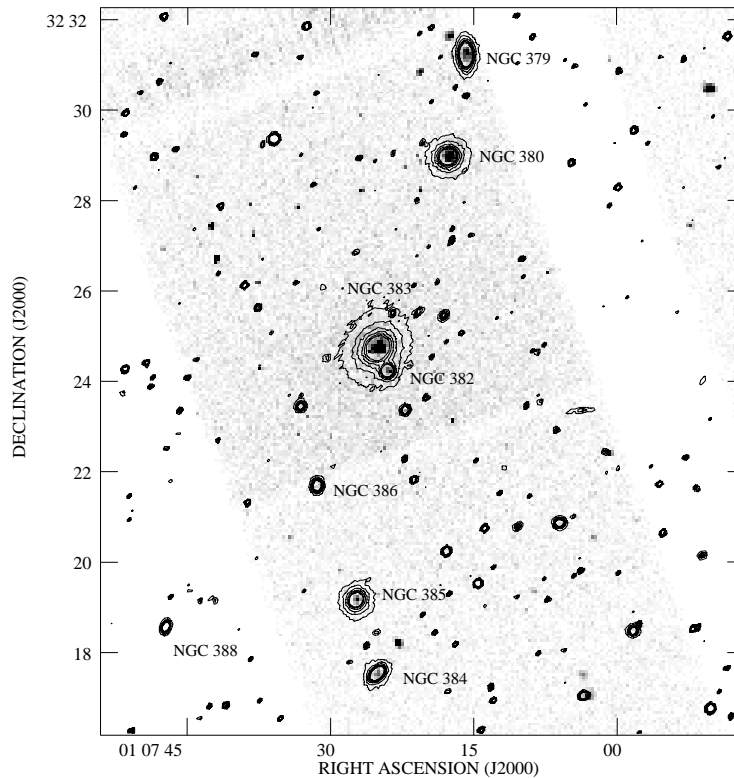 32 32
NGC 379
30
NGC 380
28
26
NGC 383
24
NGC 382
22
NGC 386
20
NGC 385
18
NGC 388
NGC 384
DECLINATION (J2000)
01 07 45
30
15
00
RIGHT ASCENSION (J2000)